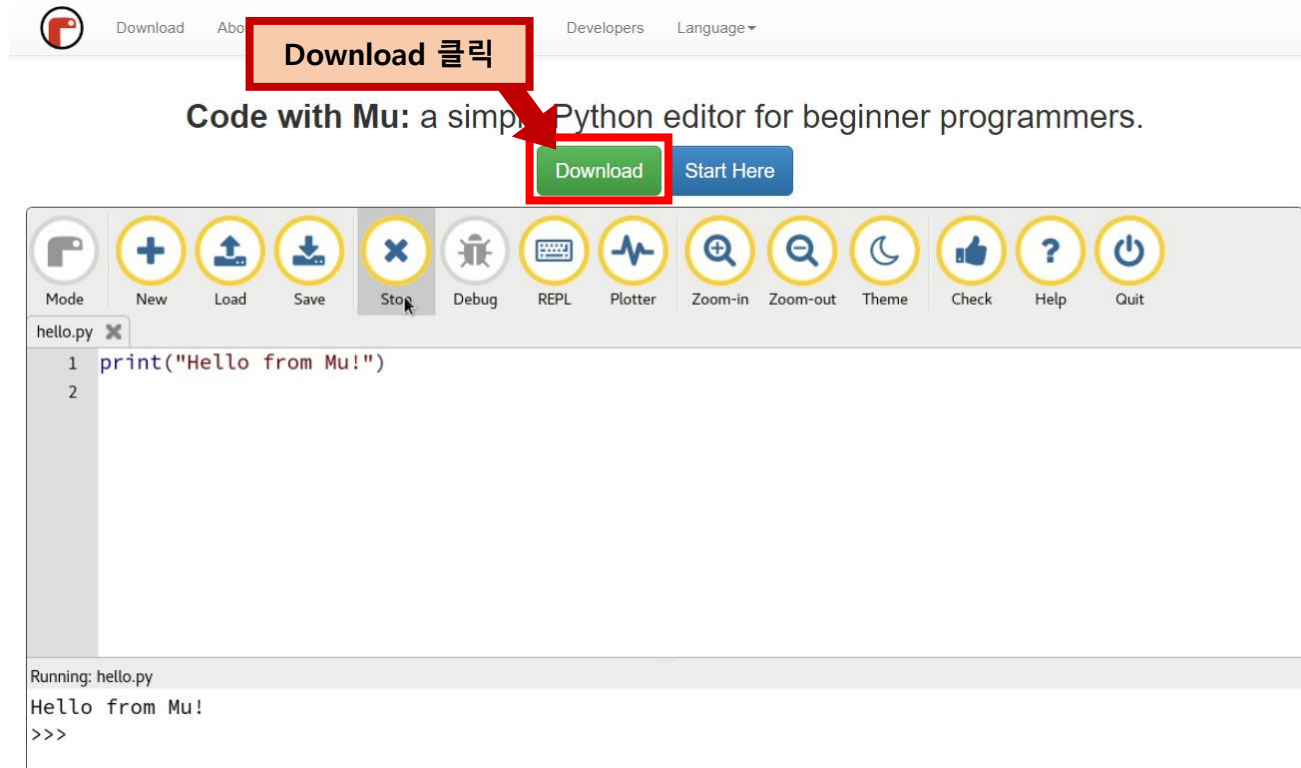 Download Abo Developers Language
Download 클릭
Code with Mu: a simp Python editor for beginner programmers.
Download Start Here
Mode New Load Save Stop Debug REPL Plotter Zoom-in Zoom-out Theme Check Help Quit
hello.py
1 print("Hello from Mu!")
2
Running: hello.py
Hello from Mu!
>>>